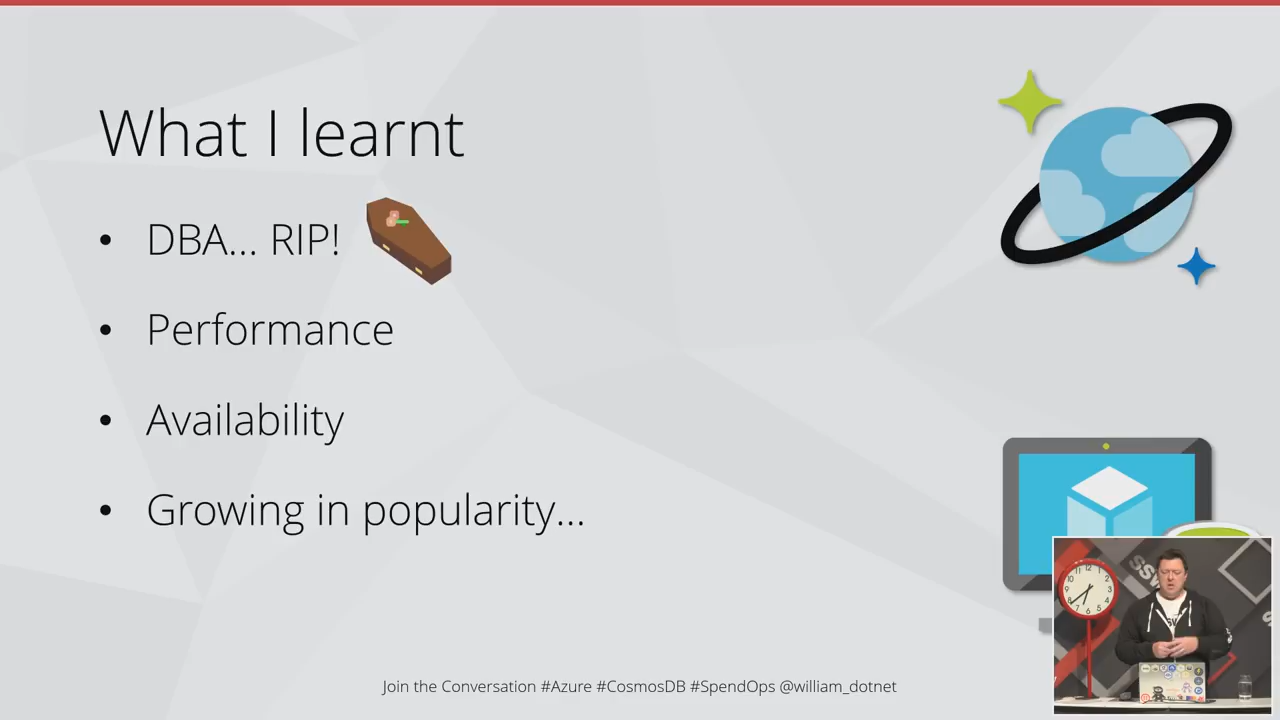 What I learnt
• DBA... RIP!
• Performance
• Availability
• Growing in popularity...
Join the Conversation #Azure #CosmosDB #SpendOps @william_dotnet